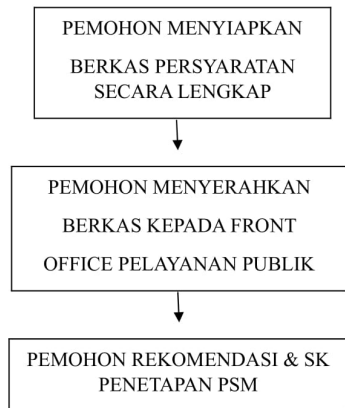 PEMOHON MENYIAPKAN
BERKAS PERSYARATAN
SECARA LENGKAP
PEMOHON MENYERAHKAN
BERKAS KEPADA FRONT
OFFICE PELAYANAN PUBLIK
PEMOHON REKOMENDASI & SK
PENETAPAN PSM